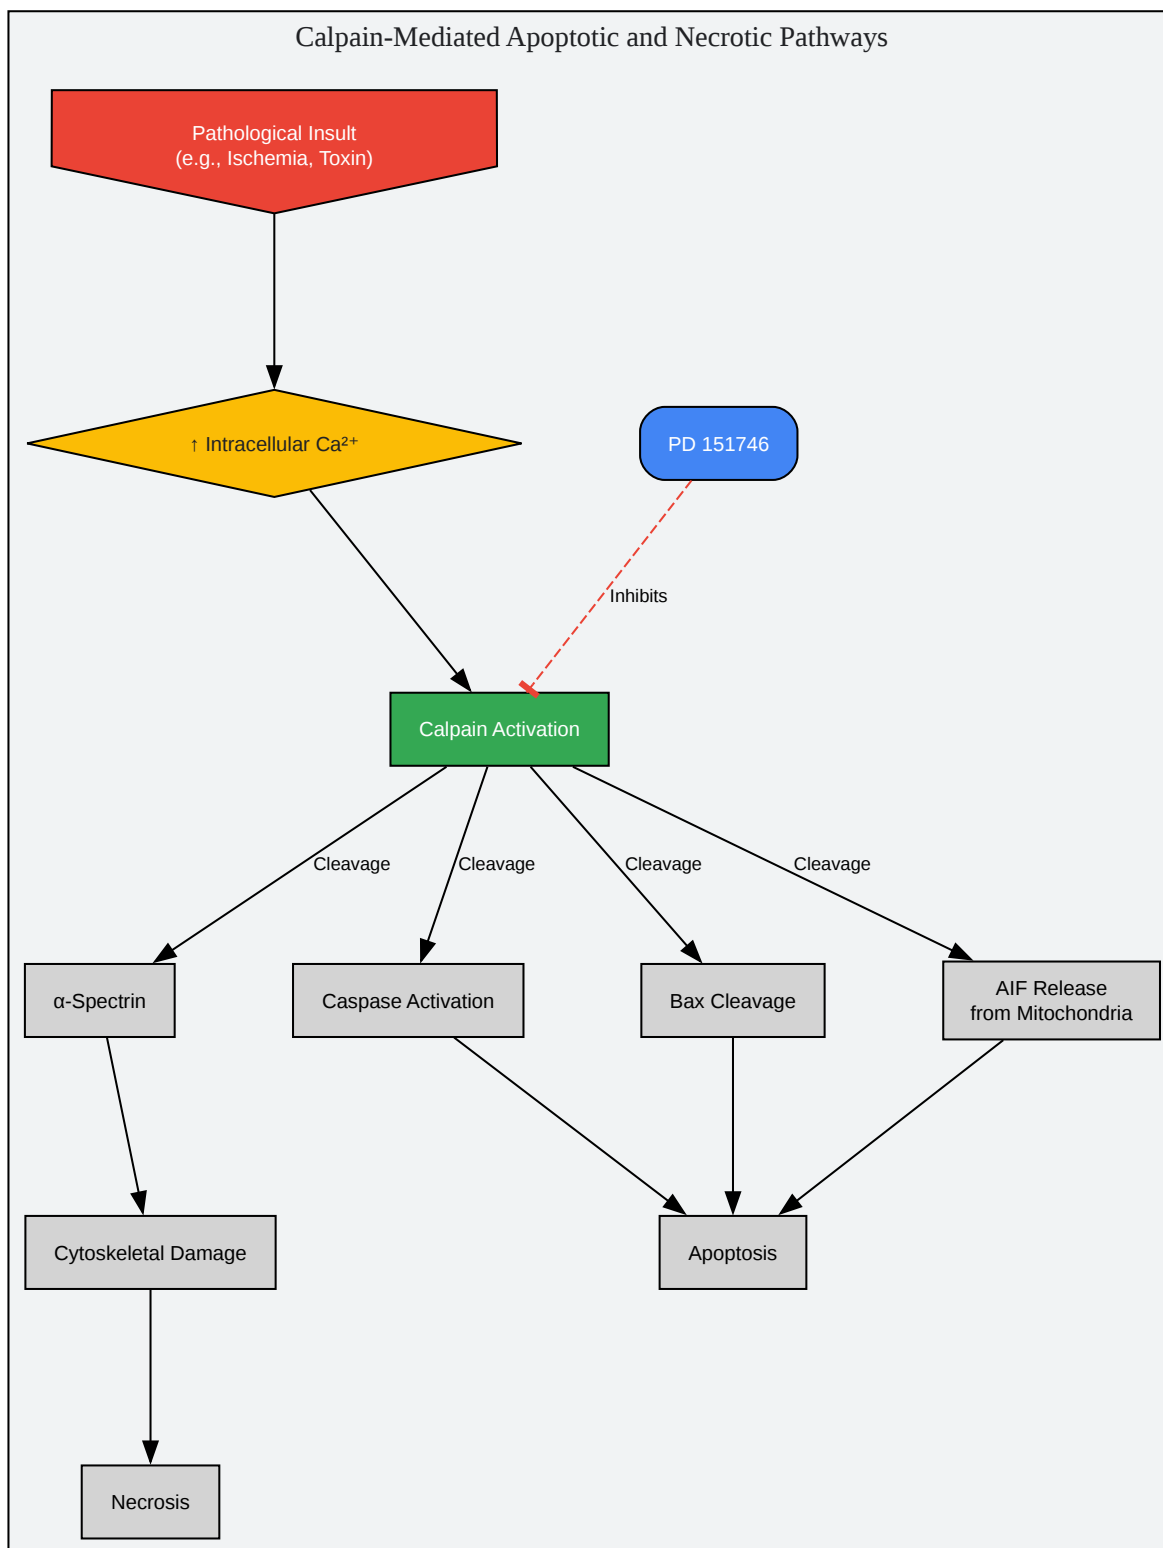 Calpain-Mediated Apoptotic and Necrotic Pathways
Pathological Insult
(e.g., Ischemia, Toxin)
↑ Intracellular Ca²⁺
PD 151746
Inhibits
Calpain Activation
Cleavage
Cleavage
Cleavage
Cleavage
α-Spectrin
Caspase Activation
Bax Cleavage
AIF Release
from Mitochondria
Cytoskeletal Damage
Apoptosis
Necrosis